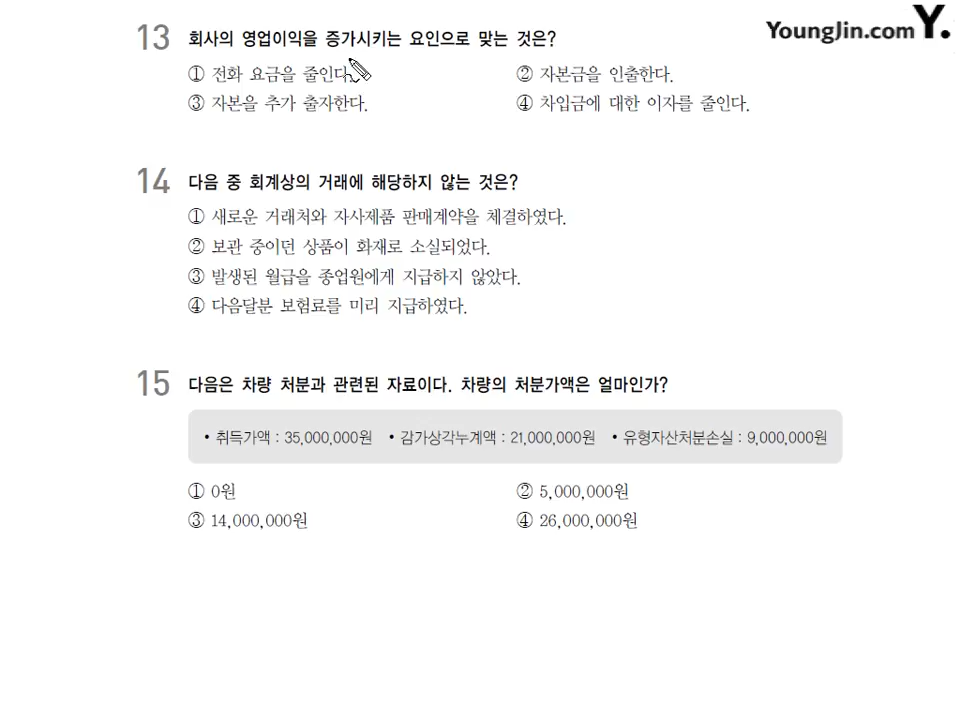 YoungJin.com Y.
13 회사의 영업이익을 증가시키는 요인으로 맞는 것은?
① 전화 요금을 줄인다. ② 자본금을 인출한다.
③ 자본을 추가 출자한다. ④ 차입금에 대한 이자를 줄인다.
14 다음 중 회계상의 거래에 해당하지 않는 것은?
① 새로운 거래처와 자사제품 판매계약을 체결하였다.
② 보관 중이던 상품이 화재로 소실되었다.
③ 발생된 월급을 종업원에게 지급하지 않았다.
④ 다음달분 보험료를 미리 지급하였다.
15 다음은 차량 처분과 관련된 자료이다. 차량의 처분가액은 얼마인가?
• 취득가액 : 35,000,000원 • 감가상각누계액 : 21,000,000원 • 유형자산처분손실 : 9,000,000원
① 0원 ② 5,000,000원
③ 14,000,000원 ④ 26,000,000원